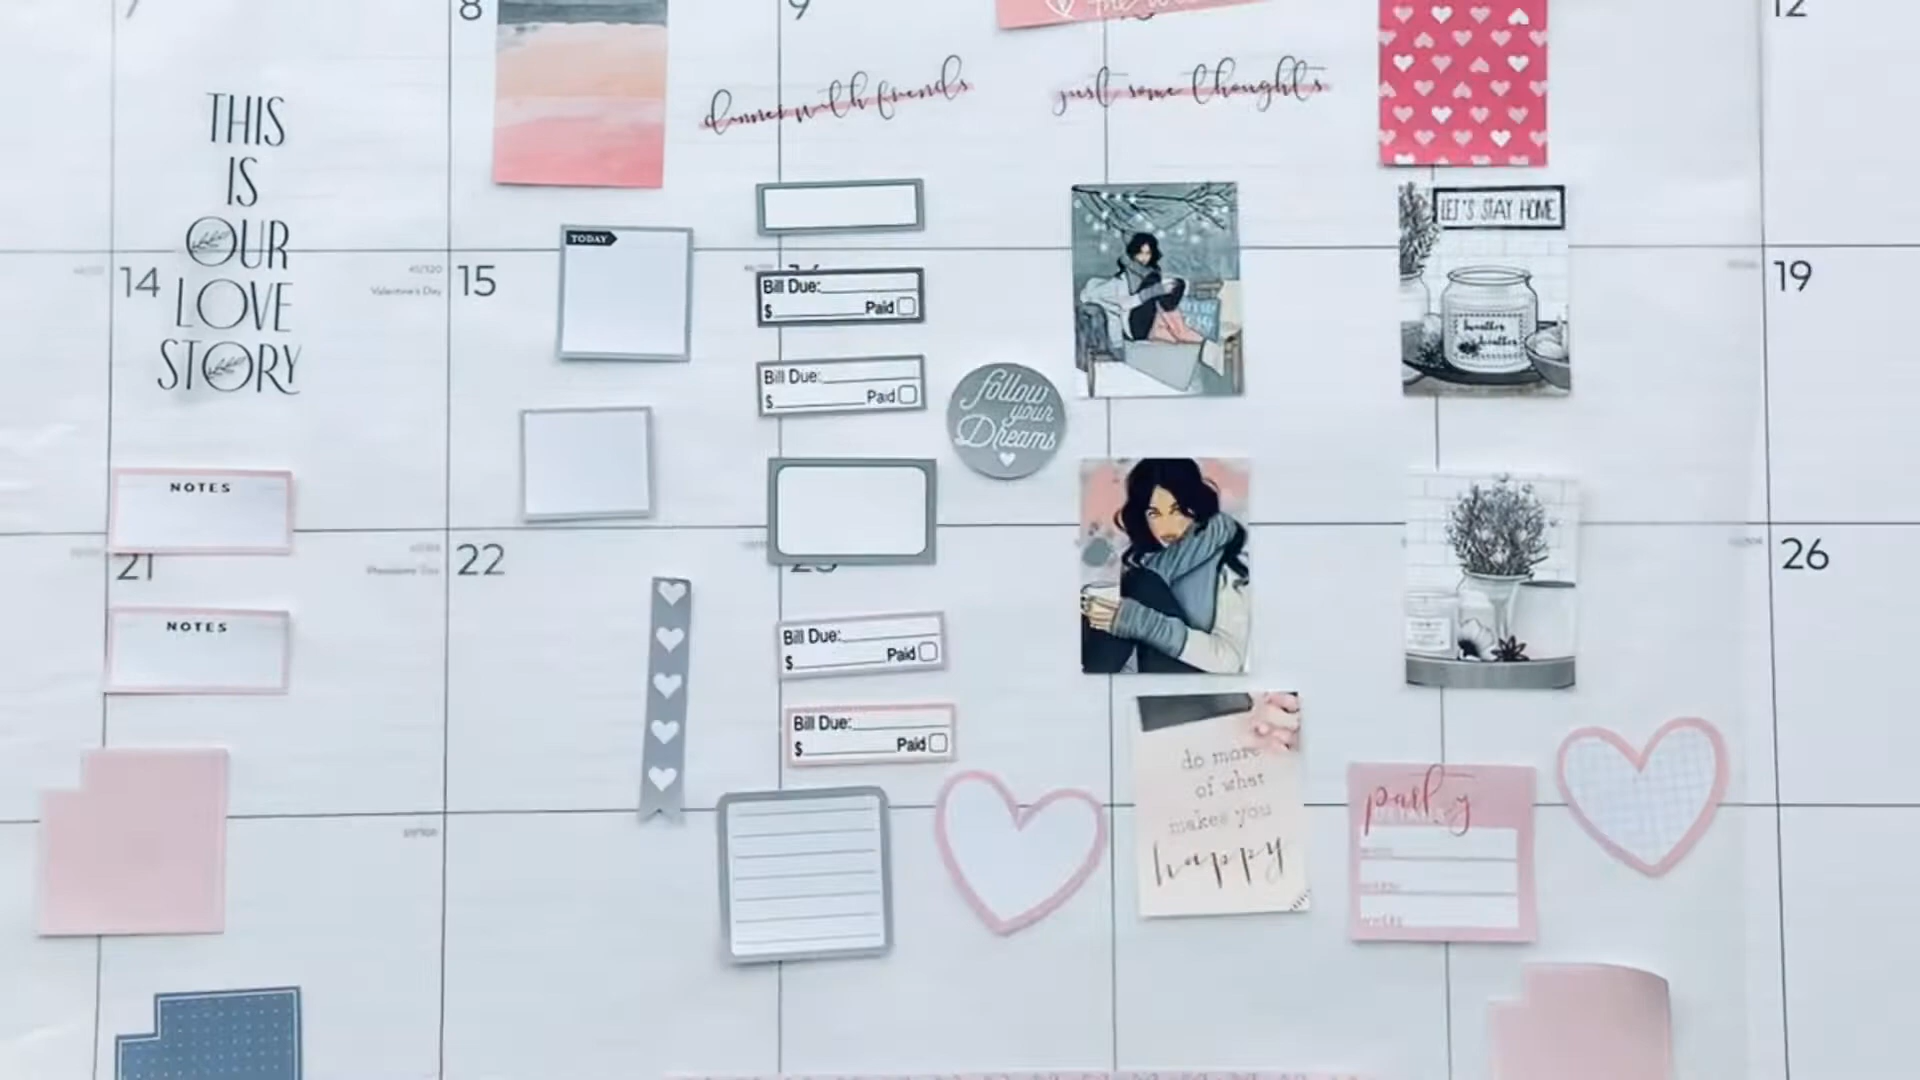 7
8
9
12
THIS
IS
OUR
LOVE
STORY
dinner with friends
just some thoughts
LET'S STAY HOME
TODAY
14
Valentine's Day
15
Bill Due:
$ Paid
19
Bill Due:
$ Paid
follow
your
Dreams
NOTES
21
22
26
NOTES
Bill Due:
$ Paid
Bill Due:
$ Paid
do more
of what
makes you
happy
party
DETAILS